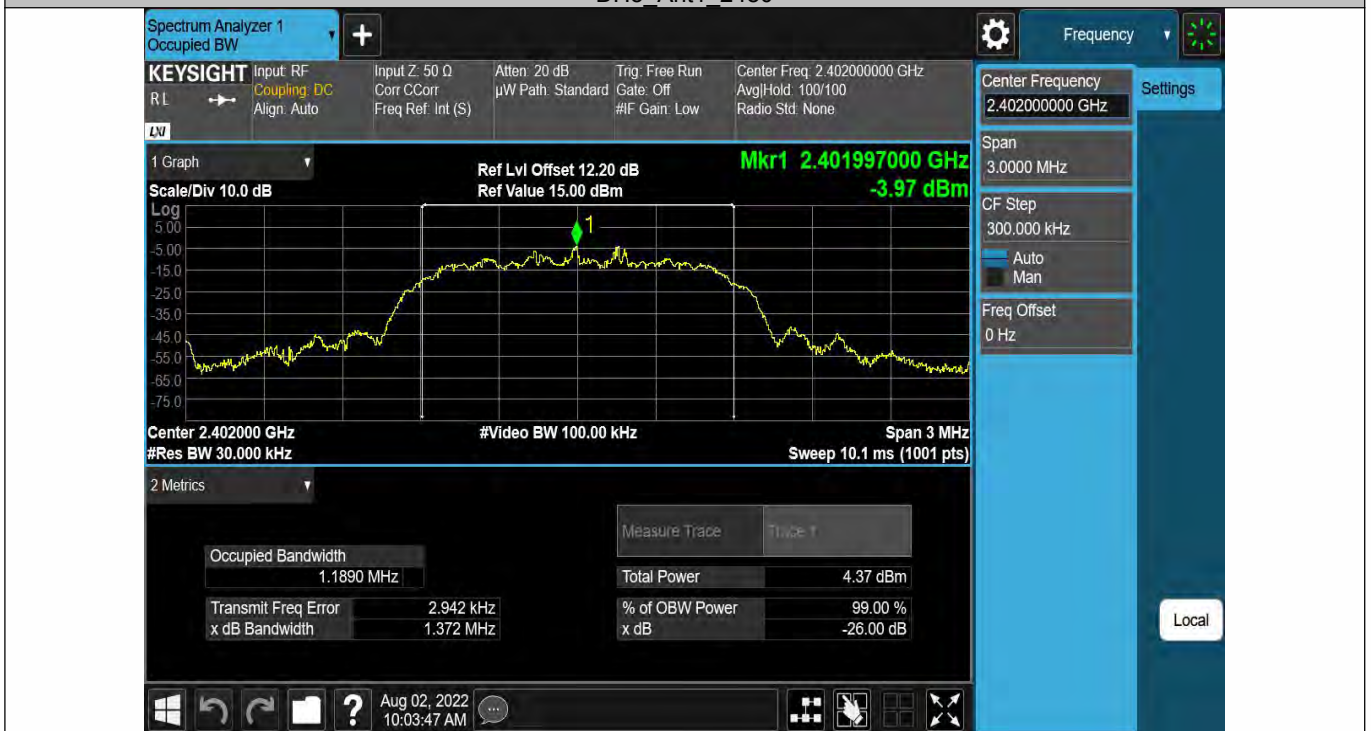 Spectrum Analyzer 1
Occupied BW
Frequency
KEYSIGHT
R L
LXI
Input: RF
Coupling: DC
Align: Auto
Input Z: 50 Ω
Corr CCorr
Freq Ref: Int (S)
Atten: 20 dB
µW Path: Standard
Trig: Free Run
Gate: Off
#IF Gain: Low
Center Freq: 2.402000000 GHz
Avg|Hold: 100/100
Radio Std: None
Center Frequency
2.402000000 GHz
Settings
Span
3.0000 MHz
CF Step
300.000 kHz
Auto
Man
Freq Offset
0 Hz
Local
1 Graph
Scale/Div 10.0 dB
Ref Lvl Offset 12.20 dB
Ref Value 15.00 dBm
Mkr1 2.401997000 GHz
-3.97 dBm
Log
1
5.00
-5.00
-15.0
-25.0
-35.0
-45.0
-55.0
-65.0
-75.0
Center 2.402000 GHz
#Video BW 100.00 kHz
Span 3 MHz
#Res BW 30.000 kHz
Sweep 10.1 ms (1001 pts)
2 Metrics
Measure Trace
Trace 1
Occupied Bandwidth
1.1890 MHz
Total Power
4.37 dBm
Transmit Freq Error
2.942 kHz
% of OBW Power
99.00 %
x dB Bandwidth
1.372 MHz
x dB
-26.00 dB
?
Aug 02, 2022
10:03:47 AM